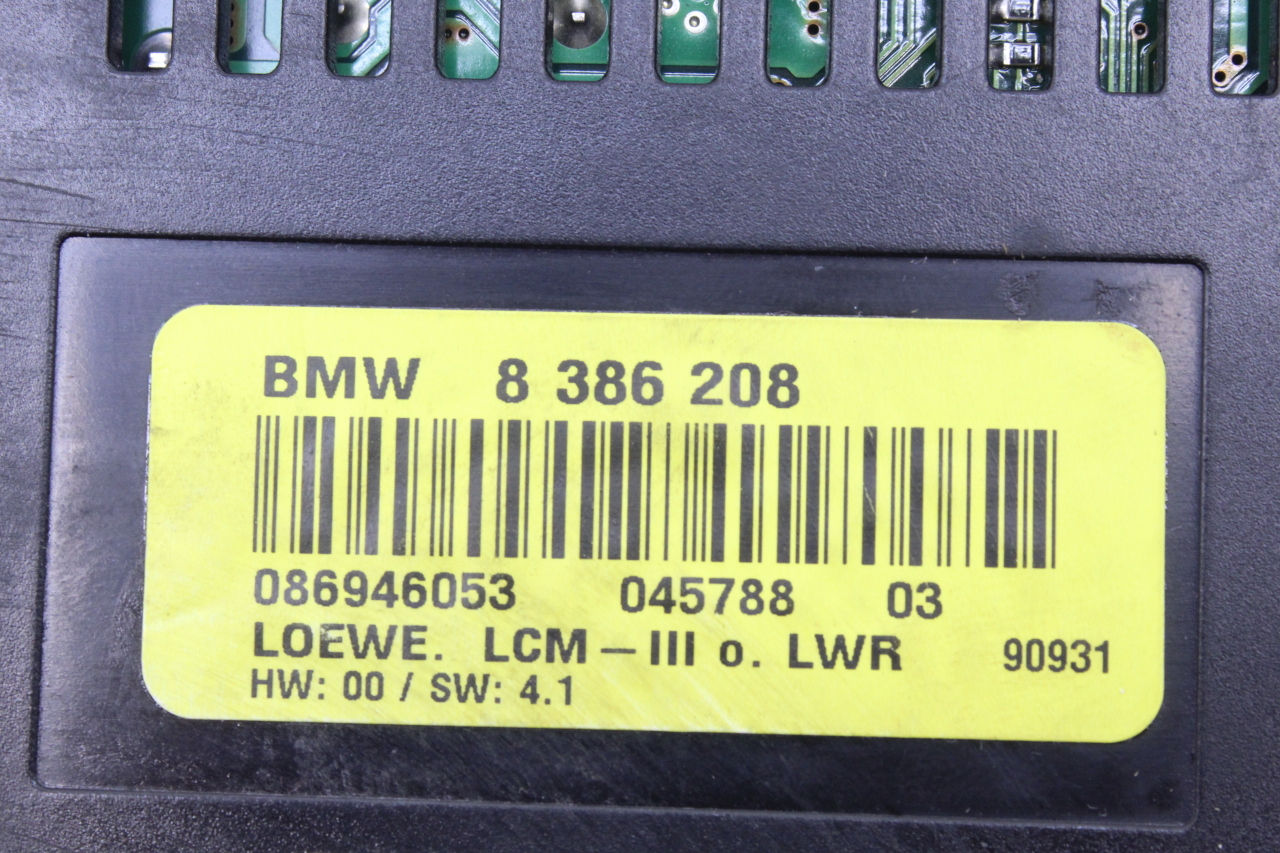 BMW 8 386 208
086946053 045788 03
LOEWE. LCM – III o. LWR 90931
HW: 00 / SW: 4.1